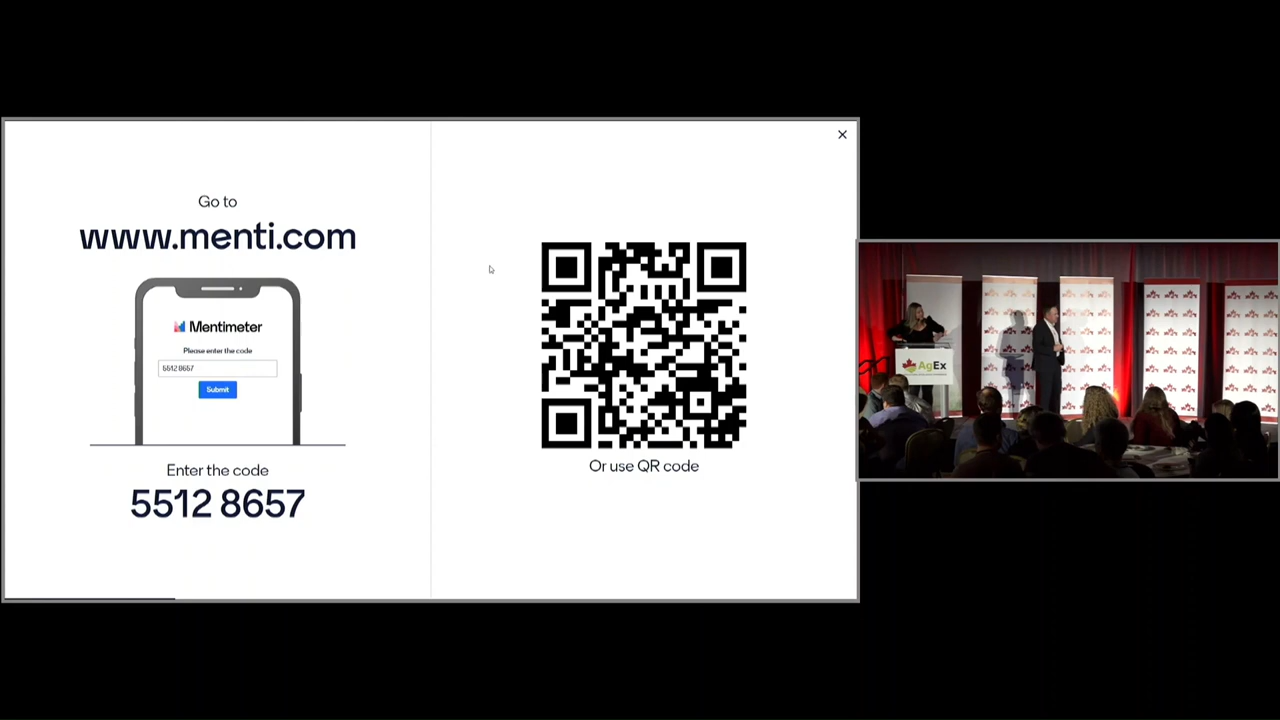 Go to
www.menti.com
Mentimeter
Please enter the code
5512 8657
Submit
Enter the code
5512 8657
Or use QR code
AgEx